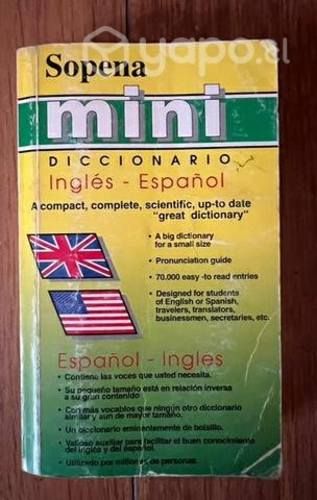 yapo.cl
Sopena
mini
DICCIONARIO
Inglés - Español
A compact, complete, scientific, up-to date
"great dictionary"
• A big dictionary
for a small size
• Pronunciation guide
• 70.000 easy -to read entries
• Designed for students
of English or Spanish,
travelers, translators,
businessmen, secretaries, etc.
Español - Ingles
• Contiene las voces que usted necesita.
• Su pequeño tamaño está en relación inversa
a su gran contenido
• Con más vocablos que ningún otro diccionario
similar y aun de mayor tamaño.
• Un diccionario eminentemente de bolsillo.
• Valioso auxiliar para facilitar el buen conocimiento
del inglés y del español.
• Utilizado por millones de personas.